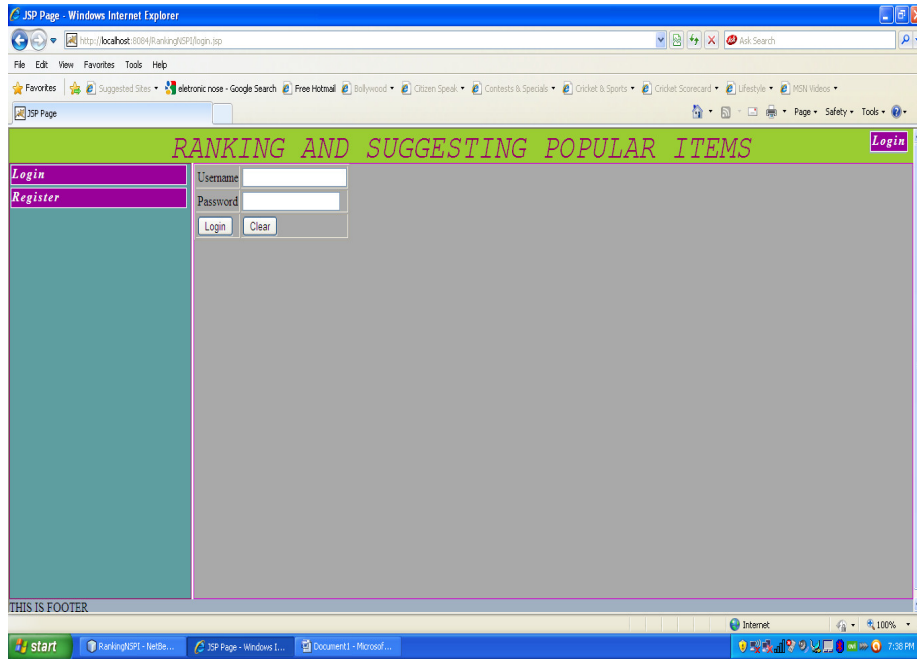 JSP Page - Windows Internet Explorer
http://localhost:8084/RankingNSPI/login.jsp
Ask Search
File Edit View Favorites Tools Help
Favorites Suggested Sites eletronic nose - Google Search Free Hotmail Bollywood Citizen Speak Contests & Specials Cricket & Sports Cricket Scorecard Lifestyle MSN Videos
JSP Page
Page Safety Tools
RANKING AND SUGGESTING POPULAR ITEMS
Login
Login
Register
Username
Password
Login Clear
THIS IS FOOTER
Internet 100%
start RankingNSPI - NetBe... JSP Page - Windows I... Document1 - Microsof... 7:38 PM